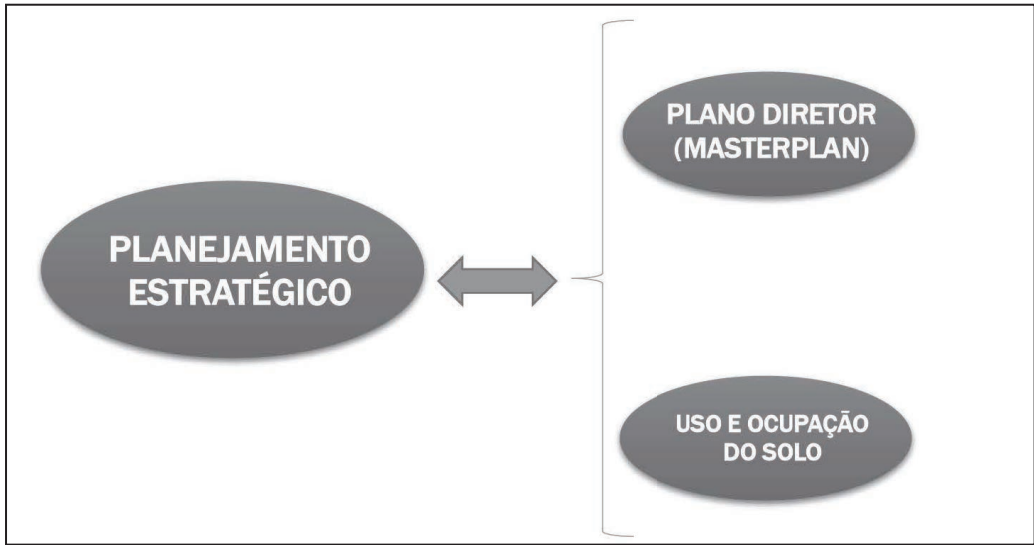 PLANEJAMENTO
ESTRATÉGICO
PLANO DIRETOR
(MASTERPLAN)
USO E OCUPAÇÃO
DO SOLO